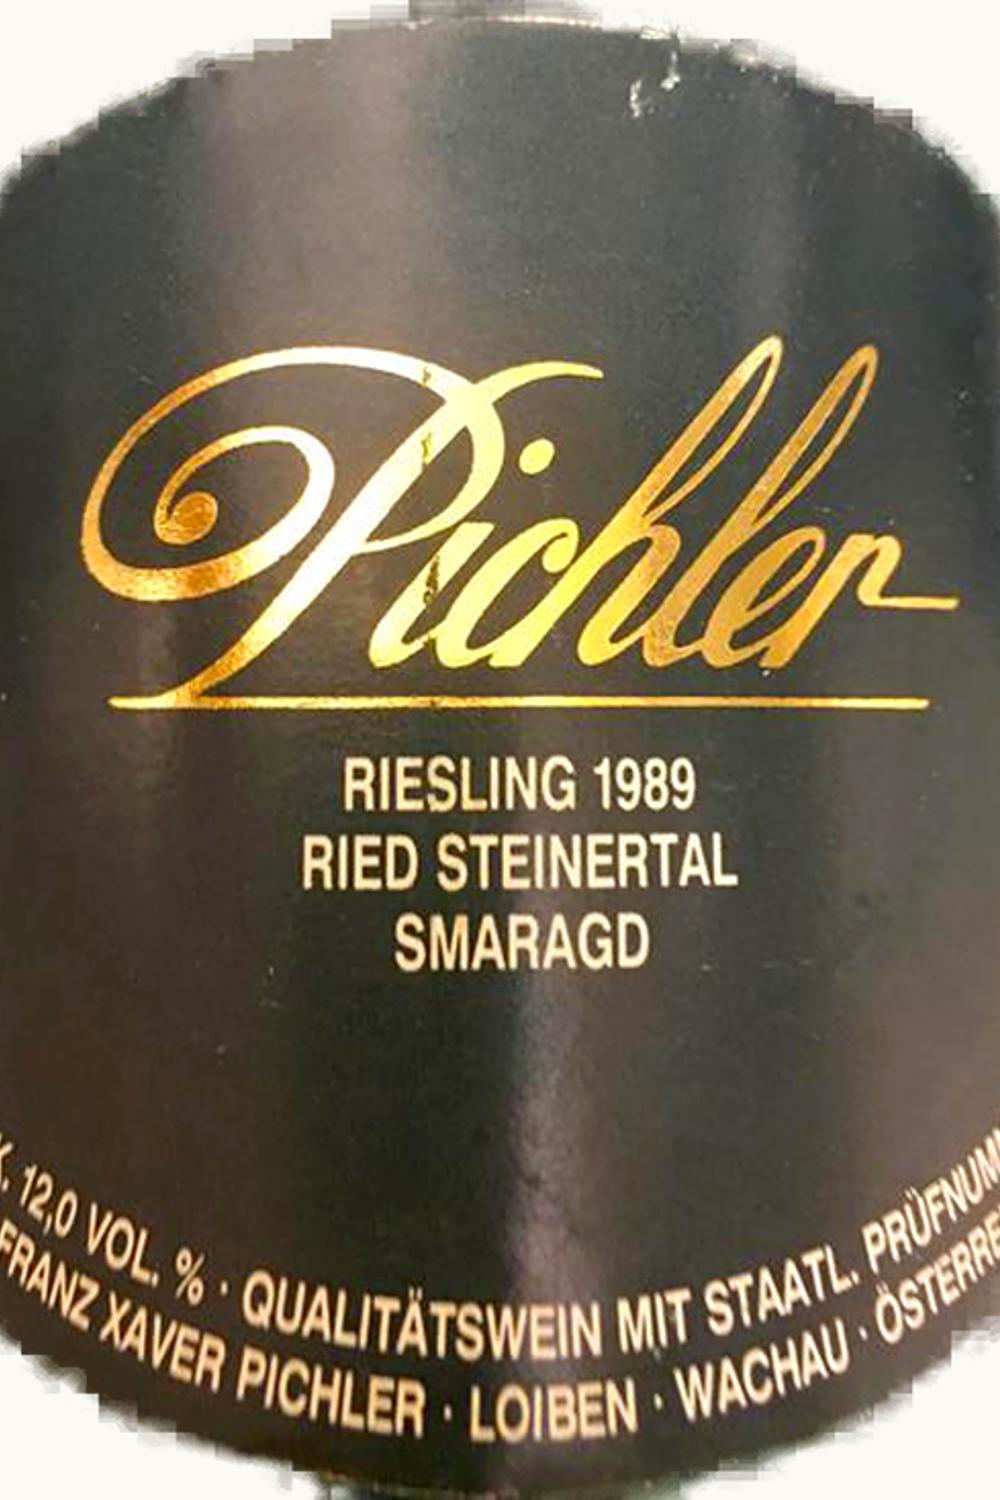 Pichler
RIESLING 1989
RIED STEINERTAL
SMARAGD
12,0 VOL. % · QUALITÄTSWEIN MIT STAATL.
FRANZ XAVER PICHLER · LOIBEN · WACHAU ·